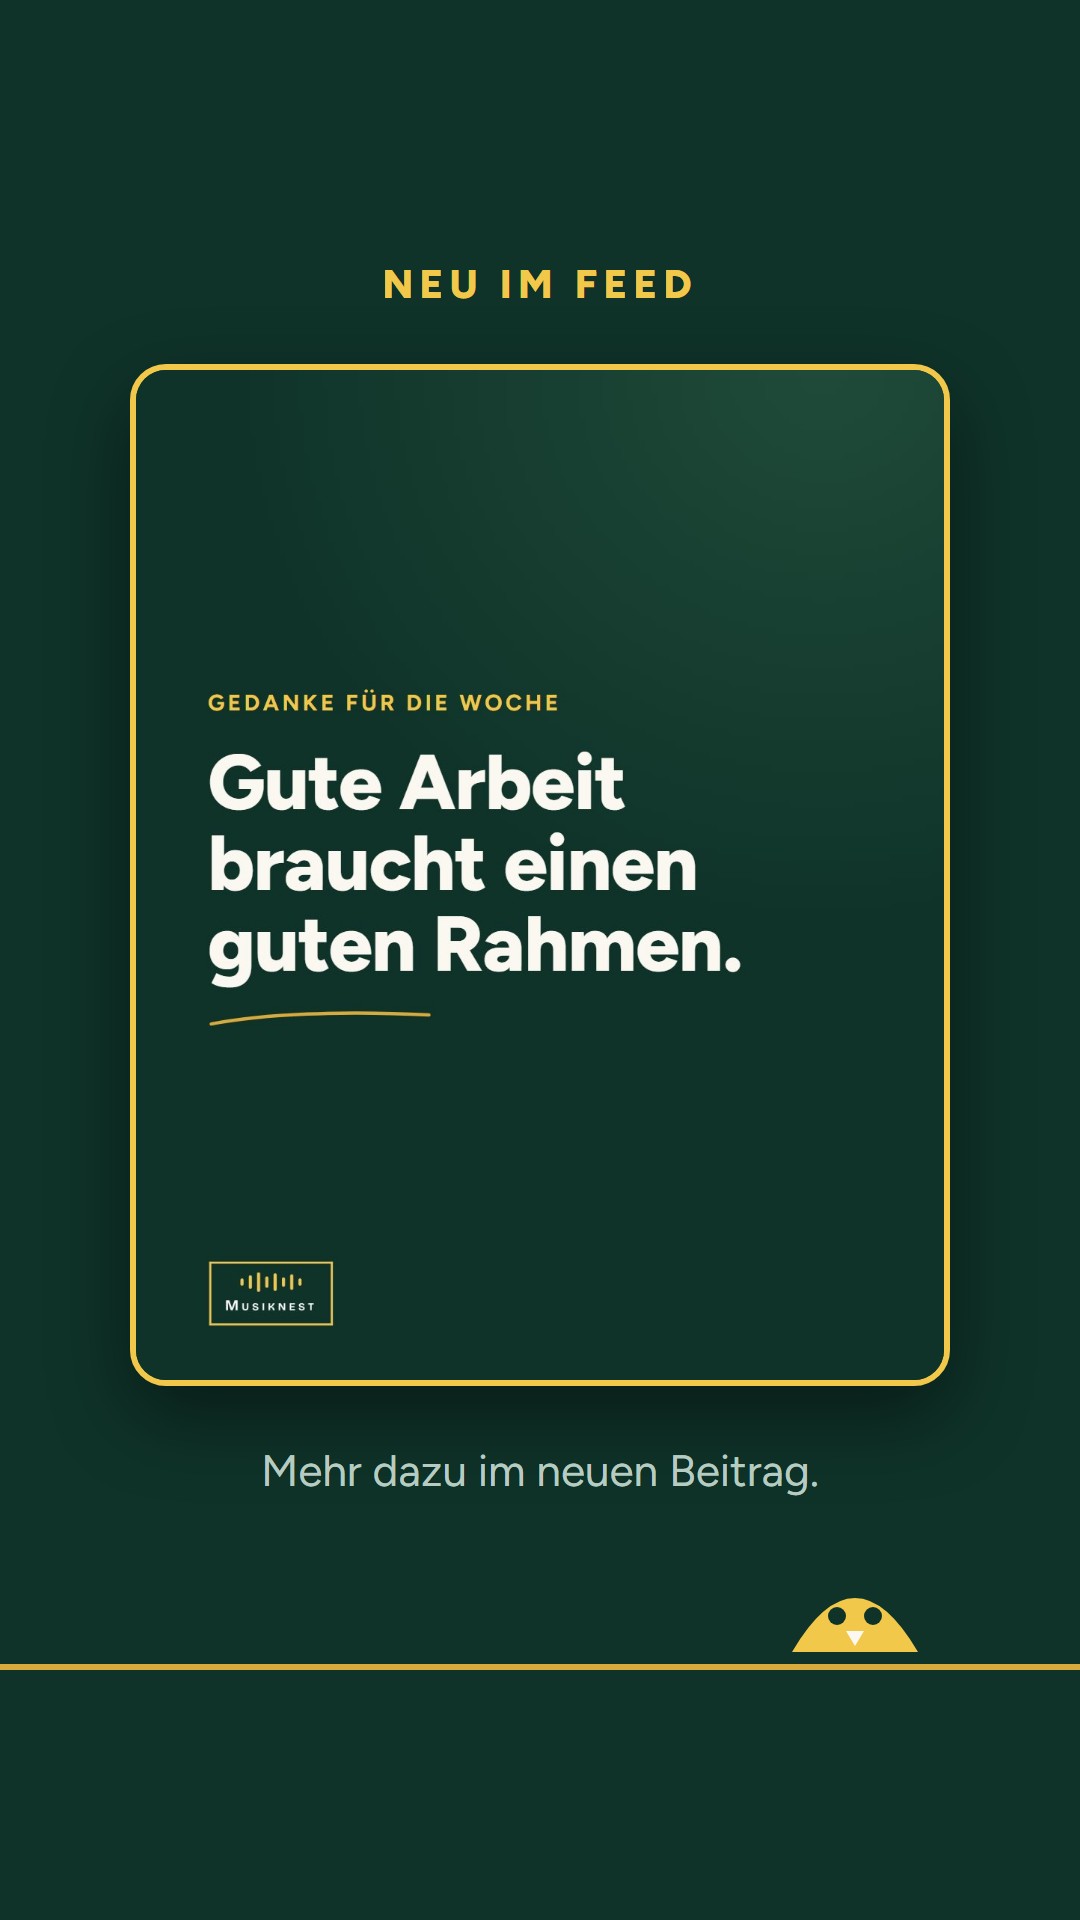 NEU IM FEED
GEDANKE FÜR DIE WOCHE
Gute Arbeit
braucht einen
guten Rahmen.
MUSIKNEST
Mehr dazu im neuen Beitrag.